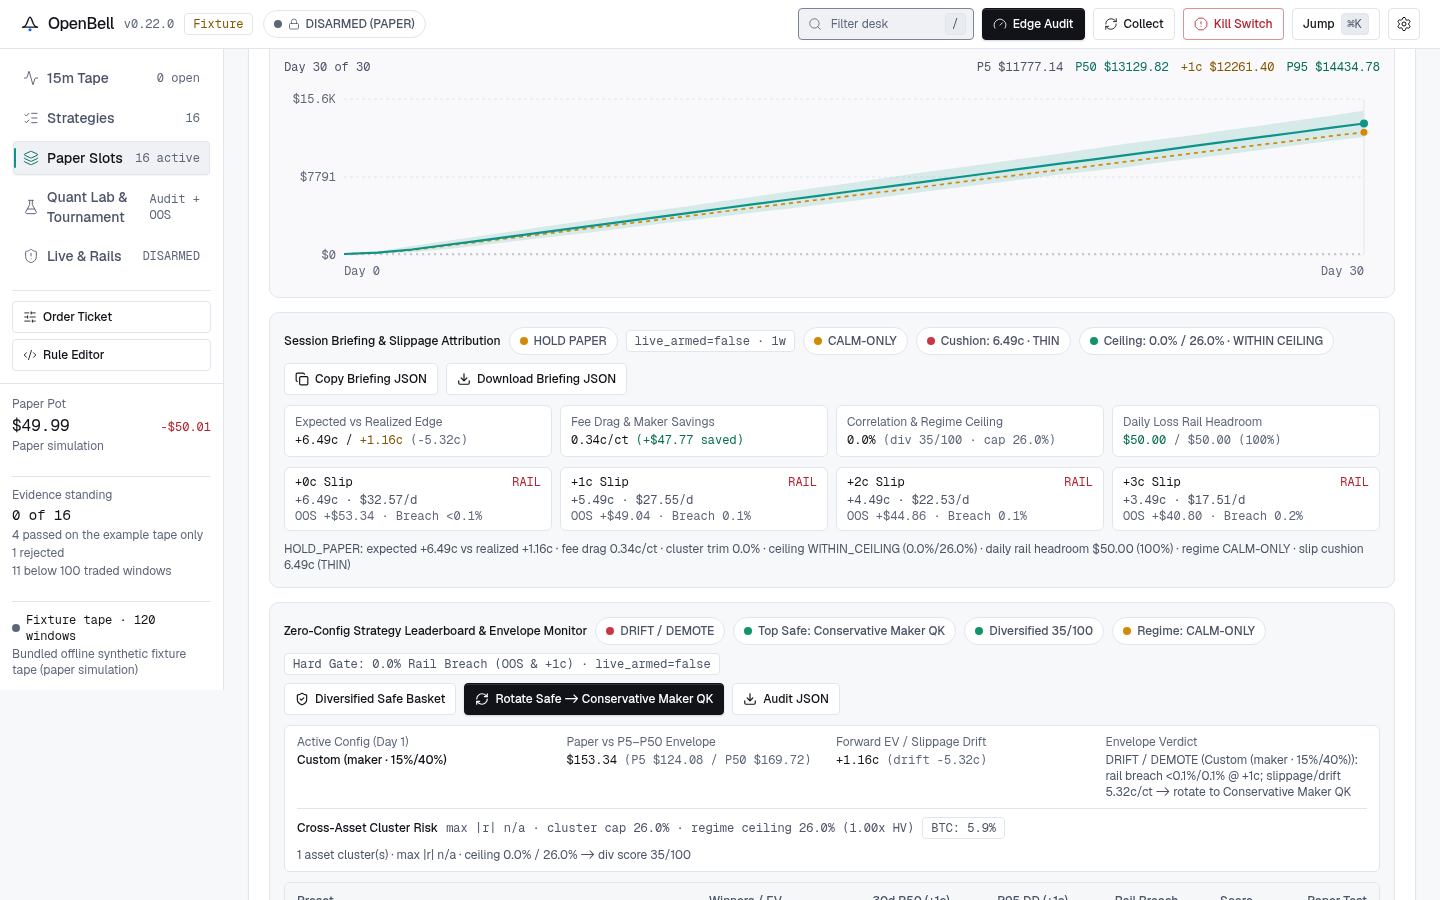 OpenBell v0.22.0 Fixture DISARMED (PAPER) Filter desk / Edge Audit Collect Kill Switch Jump ⌘K
15m Tape 0 open
Strategies 16
Paper Slots 16 active
Quant Lab & Tournament Audit + OOS
Live & Rails DISARMED
Order Ticket
Rule Editor
Paper Pot
$49.99 -$50.01
Paper simulation
Evidence standing
0 of 16
4 passed on the example tape only
1 rejected
11 below 100 traded windows
Fixture tape · 120
windows
Bundled offline synthetic fixture
tape (paper simulation)
Day 30 of 30 P5 $11777.14 P50 $13129.82 +1c $12261.40 P95 $14434.78
$15.6K
$7791
$0
Day 0 Day 30
Session Briefing & Slippage Attribution HOLD PAPER live_armed=false · 1w CALM-ONLY Cushion: 6.49c · THIN Ceiling: 0.0% / 26.0% · WITHIN CEILING
Copy Briefing JSON Download Briefing JSON
Expected vs Realized Edge Fee Drag & Maker Savings Correlation & Regime Ceiling Daily Loss Rail Headroom
+6.49c / +1.16c (-5.32c) 0.34c/ct (+$47.77 saved) 0.0% (div 35/100 · cap 26.0%) $50.00 / $50.00 (100%)
+0c Slip RAIL +1c Slip RAIL +2c Slip RAIL +3c Slip RAIL
+6.49c · $32.57/d +5.49c · $27.55/d +4.49c · $22.53/d +3.49c · $17.51/d
OOS +$53.34 · Breach <0.1% OOS +$49.04 · Breach 0.1% OOS +$44.86 · Breach 0.1% OOS +$40.80 · Breach 0.2%
HOLD_PAPER: expected +6.49c vs realized +1.16c · fee drag 0.34c/ct · cluster trim 0.0% · ceiling WITHIN_CEILING (0.0%/26.0%) · daily rail headroom $50.00 (100%) · regime CALM-ONLY · slip cushion
6.49c (THIN)
Zero-Config Strategy Leaderboard & Envelope Monitor DRIFT / DEMOTE Top Safe: Conservative Maker QK Diversified 35/100 Regime: CALM-ONLY
Hard Gate: 0.0% Rail Breach (OOS & +1c) · live_armed=false
Diversified Safe Basket Rotate Safe -> Conservative Maker QK Audit JSON
Active Config (Day 1) Paper vs P5–P50 Envelope Forward EV / Slippage Drift Envelope Verdict
Custom (maker · 15%/40%) $153.34 (P5 $124.08 / P50 $169.72) +1.16c (drift -5.32c) DRIFT / DEMOTE (Custom (maker · 15%/40%)):
rail breach <0.1%/0.1% @ +1c; slippage/drift
5.32c/ct -> rotate to Conservative Maker QK
Cross-Asset Cluster Risk max |r| n/a · cluster cap 26.0% · regime ceiling 26.0% (1.00x HV) BTC: 5.9%
1 asset cluster(s) · max |r| n/a · ceiling 0.0% / 26.0% -> div score 35/100
Preset Winners / EV 30d P50 (+1c) P95 DD (+1c) Rail Breach Score Paper Test